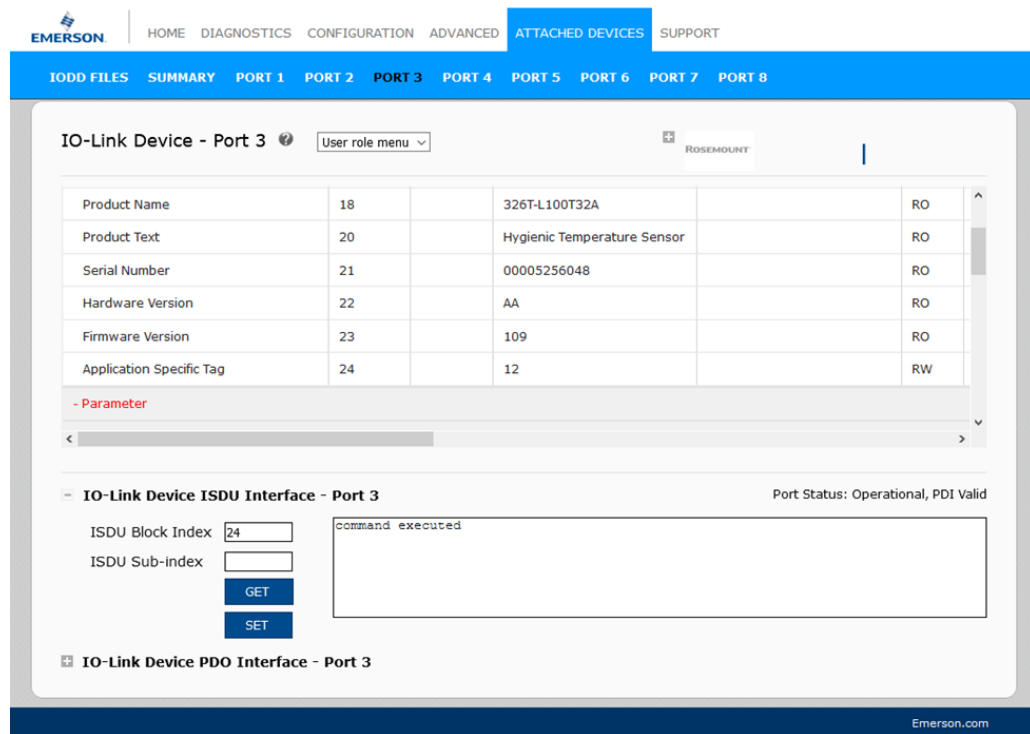 EMERSON. HOME DIAGNOSTICS CONFIGURATION ADVANCED ATTACHED DEVICES SUPPORT
IODD FILES SUMMARY PORT 1 PORT 2 PORT 3 PORT 4 PORT 5 PORT 6 PORT 7 PORT 8
IO-Link Device - Port 3 ? User role menu ROSEMOUNT
Product Name 18 326T-L100T32A RO
Product Text 20 Hygienic Temperature Sensor RO
Serial Number 21 00005256048 RO
Hardware Version 22 AA RO
Firmware Version 23 109 RO
Application Specific Tag 24 12 RW
- Parameter
IO-Link Device ISDU Interface - Port 3 Port Status: Operational, PDI Valid
ISDU Block Index 24 command executed
ISDU Sub-index
GET
SET
IO-Link Device PDO Interface - Port 3
Emerson.com